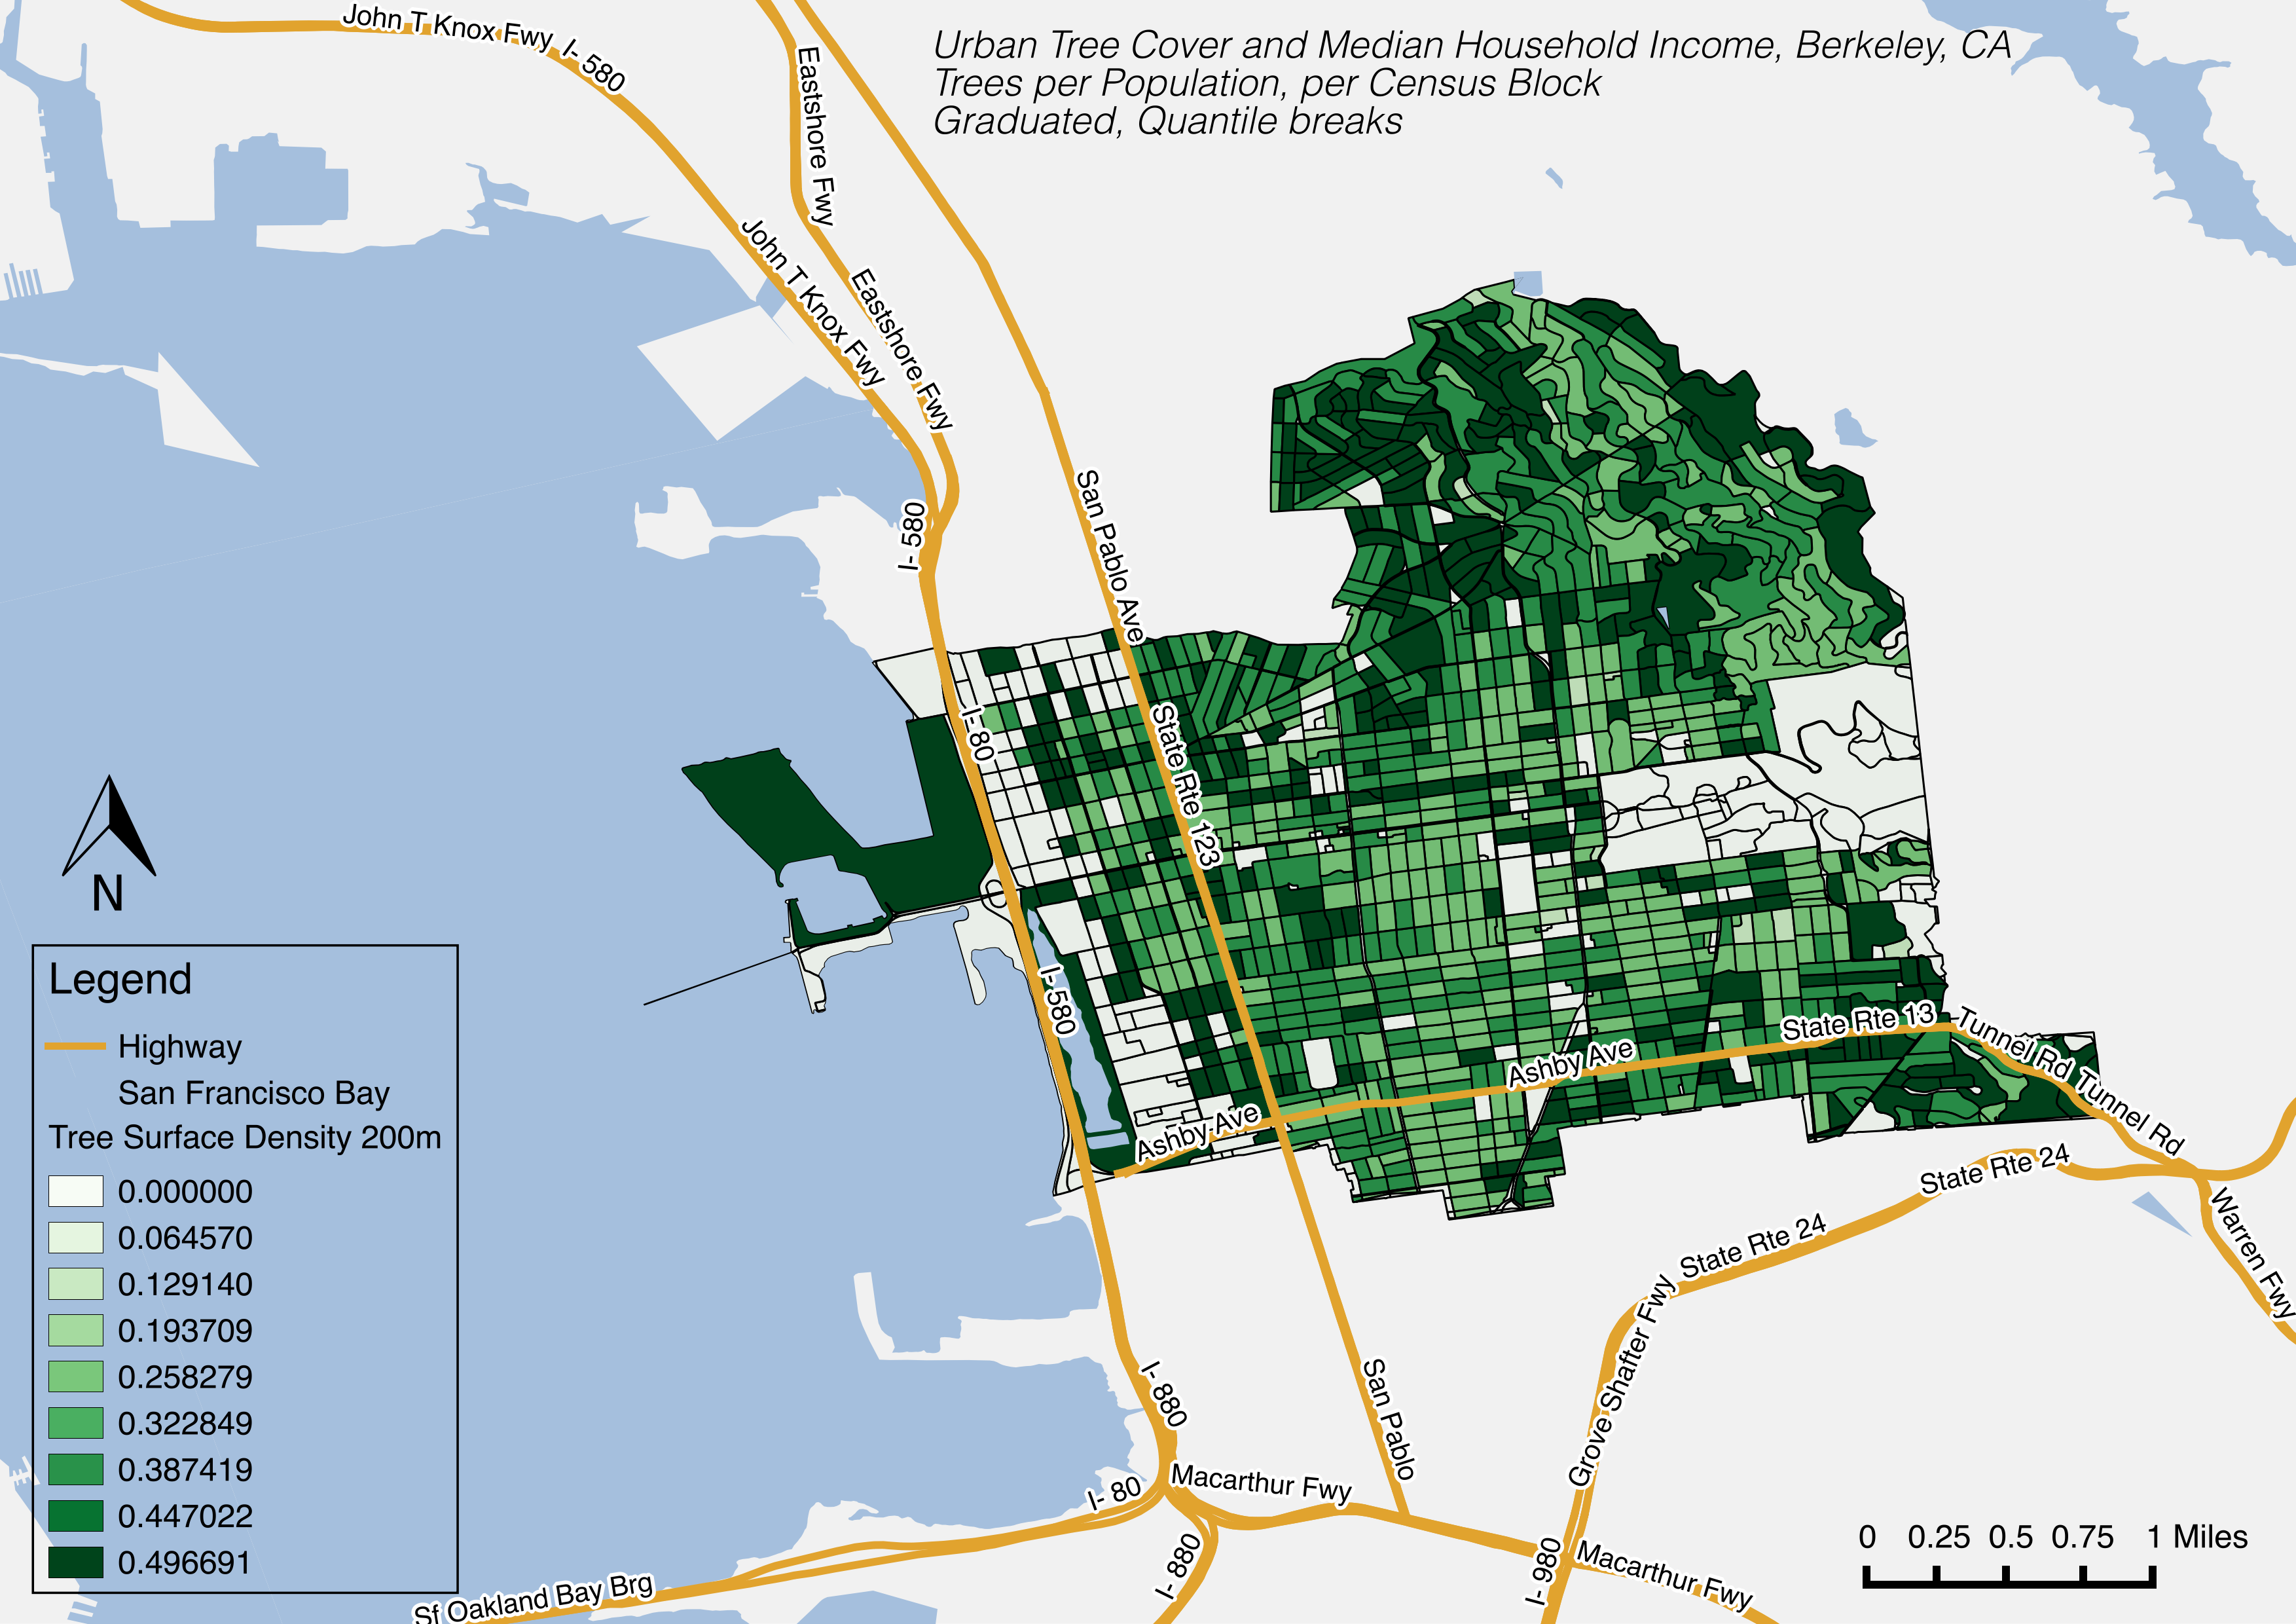 John T Knox Fwy
I- 580
Eastshore Fwy
Urban Tree Cover and Median Household Income, Berkeley, CA
Trees per Population, per Census Block
Graduated, Quantile breaks
John T Knox Fwy
Eastshore Fwy
I- 580
San Pablo Ave
I- 80
State Rte 123
N
I- 580
Legend
Highway
San Francisco Bay
Tree Surface Density 200m
0.000000
0.064570
0.129140
0.193709
0.258279
0.322849
0.387419
0.447022
0.496691
Ashby Ave
Ashby Ave
State Rte 13
Tunnel Rd
Tunnel Rd
State Rte 24
State Rte 24
Warren Fwy
Grove Shafter Fwy
San Pablo
I- 880
Macarthur Fwy
I- 80
I- 880
I- 980
Macarthur Fwy
Sf Oakland Bay Brg
0 0.25 0.5 0.75 1 Miles